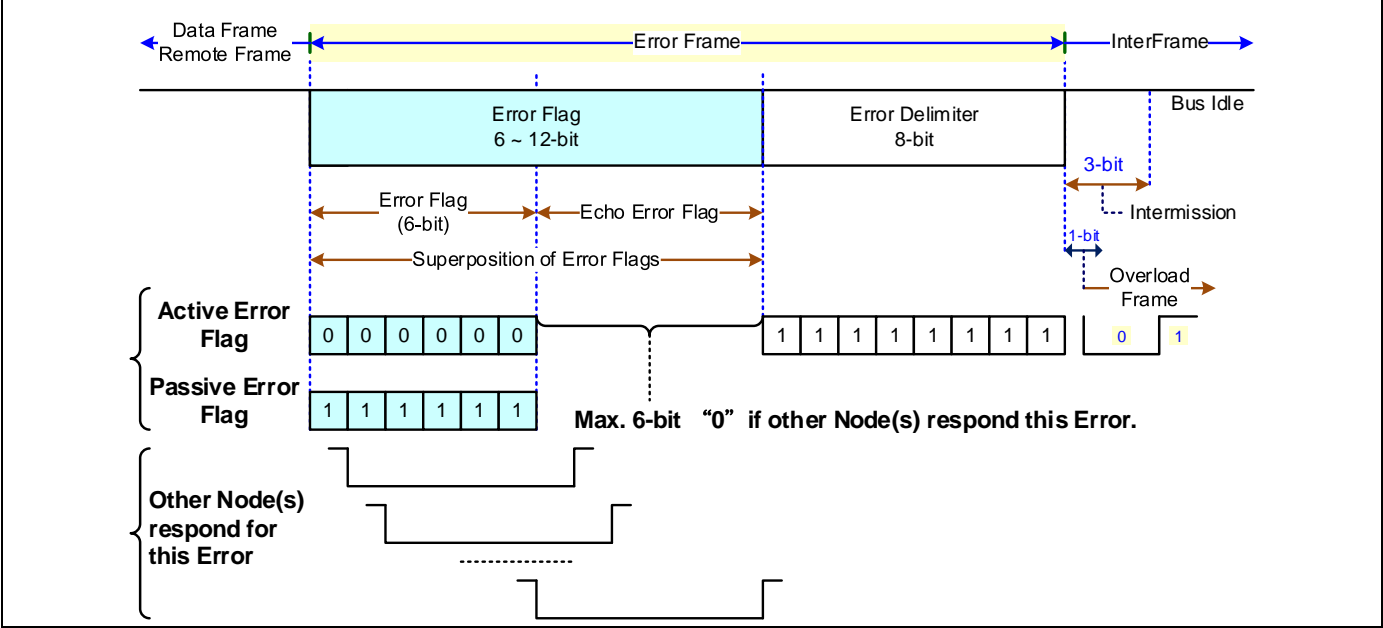 Data Frame
Remote Frame
Error Frame
InterFrame
Error Flag
6 ~ 12-bit
Error Delimiter
8-bit
Bus Idle
3-bit
Error Flag
(6-bit)
Echo Error Flag
Intermission
1-bit
Superposition of Error Flags
Overload
Frame
Active Error
Flag
0 0 0 0 0 0
1 1 1 1 1 1 1 1
0 1
Passive Error
Flag
1 1 1 1 1 1
Max. 6-bit “0” if other Node(s) respond this Error.
Other Node(s)
respond for
this Error